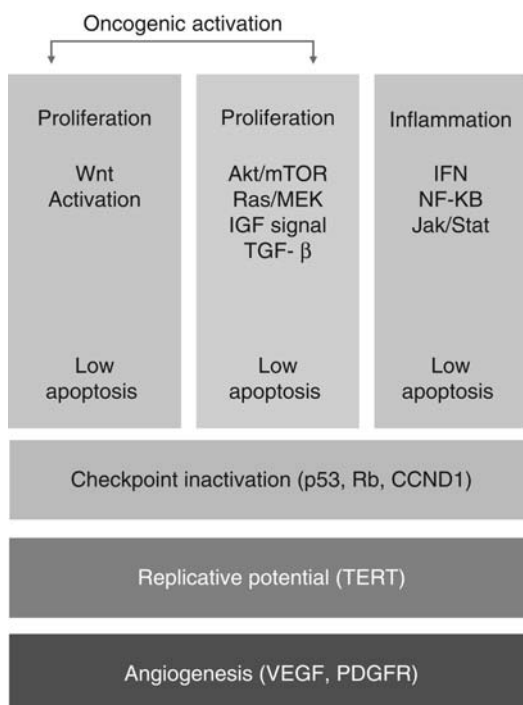 Oncogenic activation
Proliferation
Wnt
Activation
Low
apoptosis
Proliferation
Akt/mTOR
Ras/MEK
IGF signal
TGF- β
Low
apoptosis
Inflammation
IFN
NF-KB
Jak/Stat
Low
apoptosis
Checkpoint inactivation (p53, Rb, CCND1)
Replicative potential (TERT)
Angiogenesis (VEGF, PDGFR)